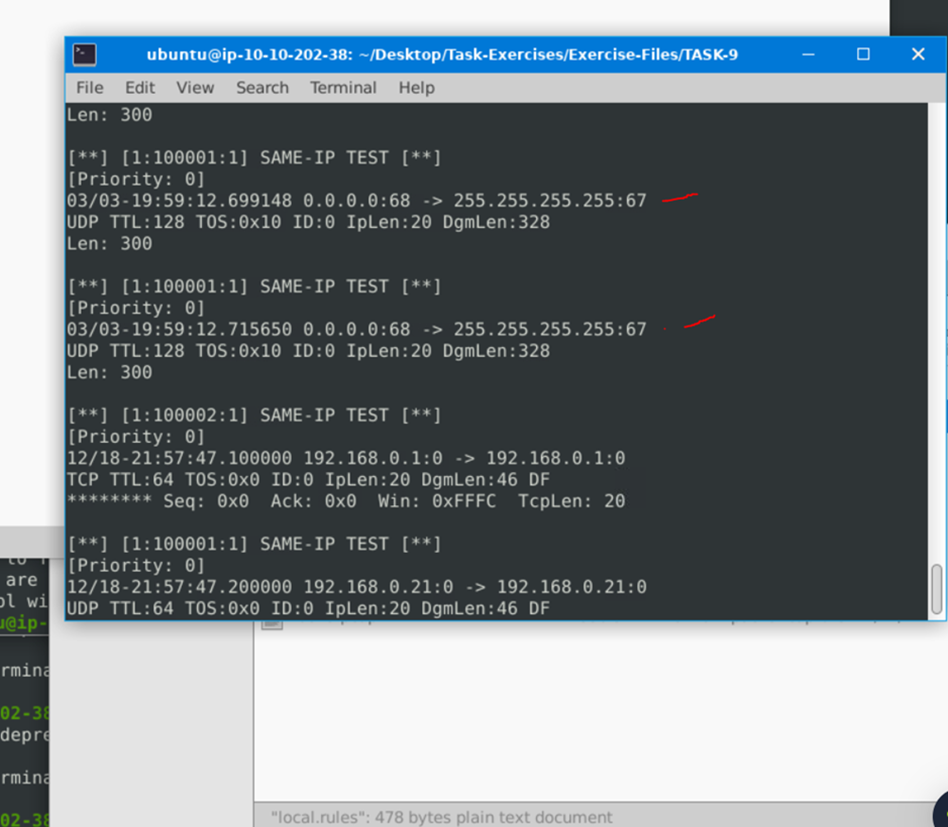 ubuntu@ip-10-10-202-38: ~/Desktop/Task-Exercises/Exercise-Files/TASK-9
File Edit View Search Terminal Help
Len: 300
[**] [1:100001:1] SAME-IP TEST [**]
[Priority: 0]
03/03-19:59:12.699148 0.0.0.0:68 -> 255.255.255.255:67
UDP TTL:128 TOS:0x10 ID:0 IpLen:20 DgmLen:328
Len: 300
[**] [1:100001:1] SAME-IP TEST [**]
[Priority: 0]
03/03-19:59:12.715650 0.0.0.0:68 -> 255.255.255.255:67
UDP TTL:128 TOS:0x10 ID:0 IpLen:20 DgmLen:328
Len: 300
[**] [1:100002:1] SAME-IP TEST [**]
[Priority: 0]
12/18-21:57:47.100000 192.168.0.1:0 -> 192.168.0.1:0
TCP TTL:64 TOS:0x0 ID:0 IpLen:20 DgmLen:46 DF
******** Seq: 0x0 Ack: 0x0 Win: 0xFFFC TcpLen: 20
[**] [1:100001:1] SAME-IP TEST [**]
[Priority: 0]
12/18-21:57:47.200000 192.168.0.21:0 -> 192.168.0.21:0
UDP TTL:64 TOS:0x0 ID:0 IpLen:20 DgmLen:46 DF
are
ol wi
u@ip-
rmina
02-38
depre
rmina
02-38
"local.rules": 478 bytes plain text document